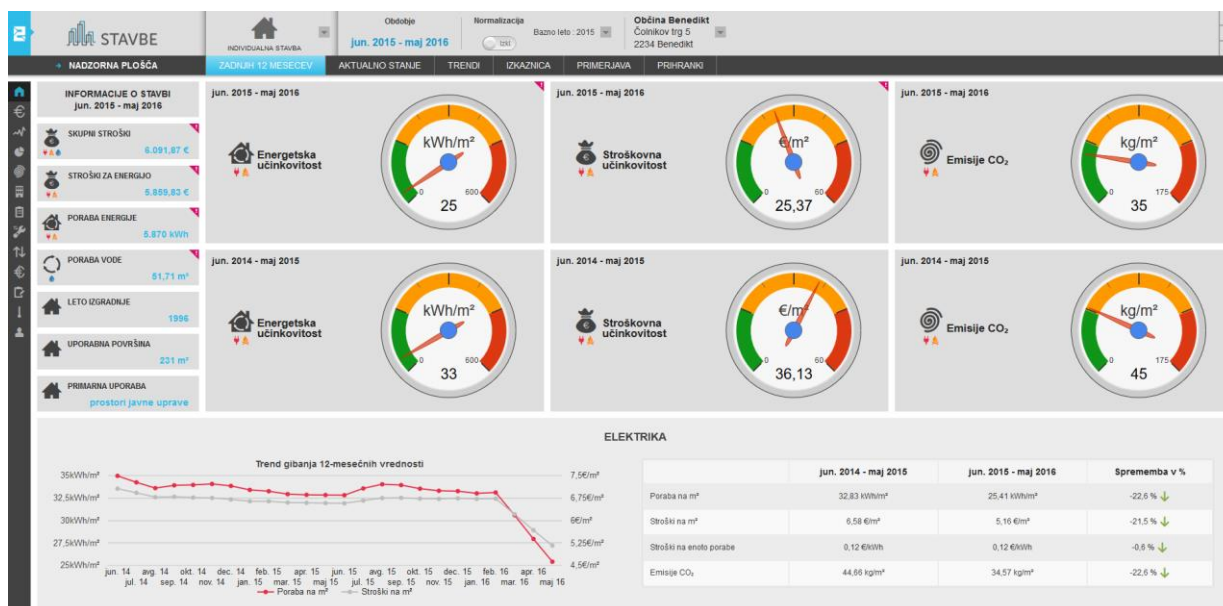 STAVBE
INDIVIDUALNA STAVBA
Obdobje
jun. 2015 - maj 2016
Normalizacija
Izkl
Bazno leto : 2015
Občina Benedikt
Čolnikov trg 5
2234 Benedikt
NADZORNA PLOŠČA
ZADNJIH 12 MESECEV
AKTUALNO STANJE
TRENDI
IZKAZNICA
PRIMERJAVA
PRIHRANKI
INFORMACIJE O STAVBI
jun. 2015 - maj 2016
SKUPNI STROŠKI
6.091,87 €
STROŠKI ZA ENERGIJO
5.859,83 €
PORABA ENERGIJE
5.870 kWh
PORABA VODE
51,71 m³
LETO IZGRADNJE
1996
UPORABNA POVRŠINA
231 m²
PRIMARNA UPORABA
prostori javne uprave
jun. 2015 - maj 2016
Energetska
učinkovitost
kWh/m²
0
600
25
jun. 2015 - maj 2016
Stroškovna
učinkovitost
€/m²
0
60
25,37
jun. 2015 - maj 2016
Emisije CO₂
kg/m²
0
175
35
jun. 2014 - maj 2015
Energetska
učinkovitost
kWh/m²
0
600
33
jun. 2014 - maj 2015
Stroškovna
učinkovitost
€/m²
0
60
36,13
jun. 2014 - maj 2015
Emisije CO₂
kg/m²
0
175
45
ELEKTRIKA
Trend gibanja 12-mesečnih vrednosti
35kWh/m² 7,5€/m²
32,5kWh/m² 6,75€/m²
30kWh/m² 6€/m²
27,5kWh/m² 5,25€/m²
25kWh/m² 4,5€/m²
jun. 14 avg. 14 okt. 14 dec. 14 feb. 15 apr. 15 jun. 15 avg. 15 okt. 15 dec. 15 feb. 16 apr. 16
jul. 14 sep. 14 nov. 14 jan. 15 mar. 15 maj 15 jul. 15 sep. 15 nov. 15 jan. 16 mar. 16 maj 16
Poraba na m² Stroški na m²
jun. 2014 - maj 2015 jun. 2015 - maj 2016 Sprememba v %
Poraba na m² 32,83 kWh/m² 25,41 kWh/m² -22,6 %
Stroški na m² 6,58 €/m² 5,16 €/m² -21,5 %
Stroški na enoto porabe 0,12 €/kWh 0,12 €/kWh -0,6 %
Emisije CO₂ 44,66 kg/m² 34,57 kg/m² -22,6 %